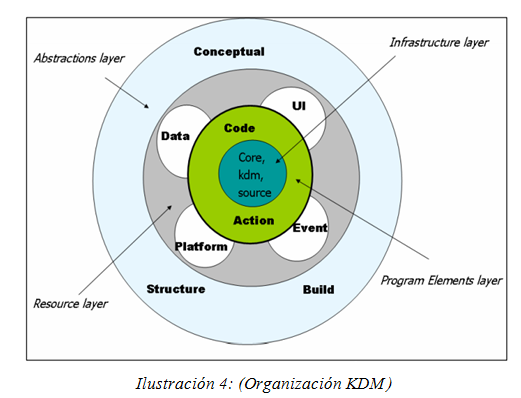 Infrastructure layer
Abstractions layer
Conceptual
UI
Data
Code
Core,
kdm,
source
Action
Event
Platform
Program Elements layer
Structure
Build
Resource layer
Ilustración 4: (Organización KDM)